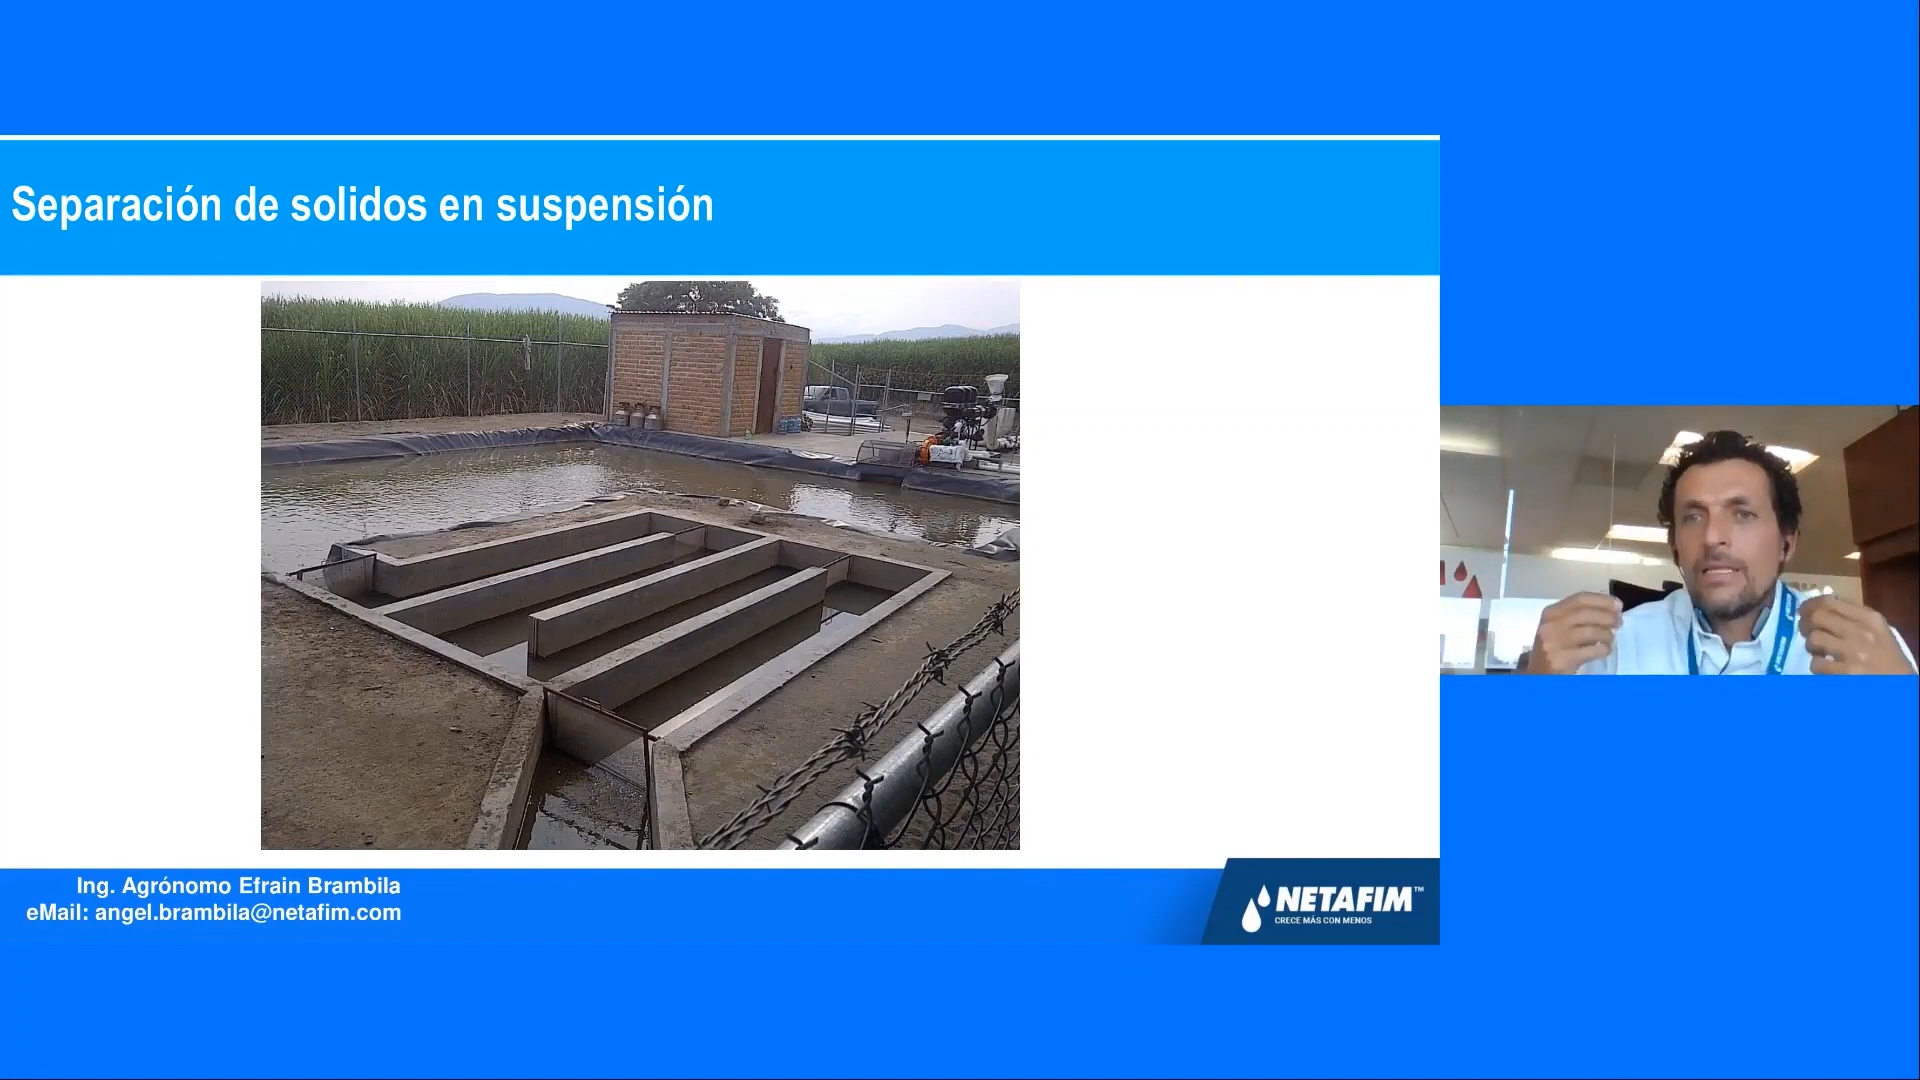 Separación de solidos en suspensión
Ing. Agrónomo Efrain Brambila
eMail: angel.brambila@netafim.com
NETAFIM™
CRECE MÁS CON MENOS